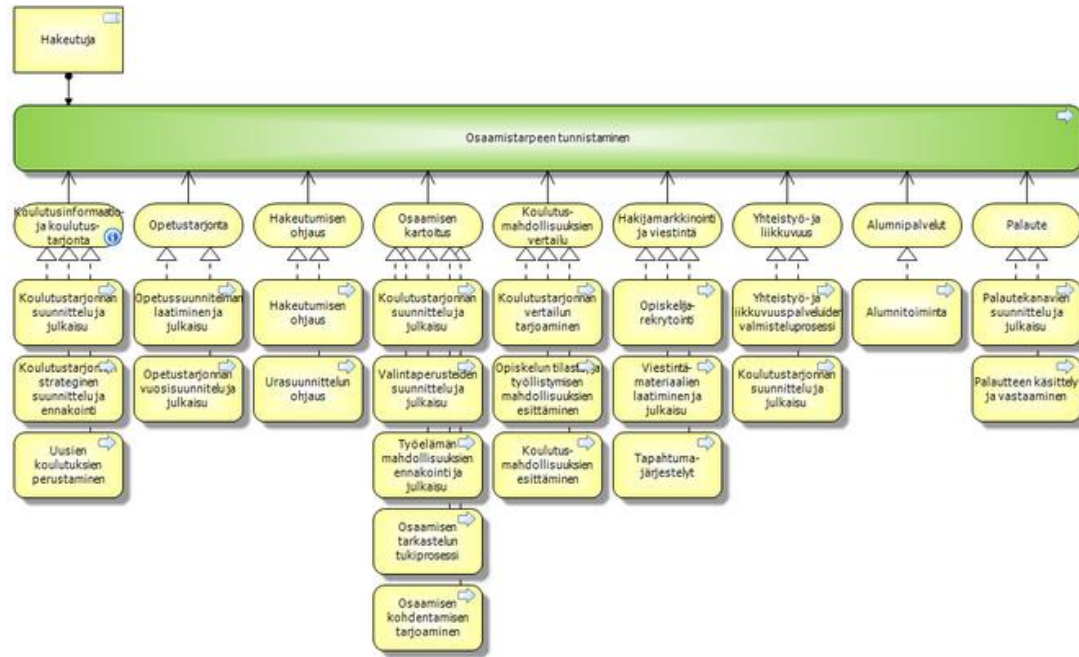 Hakeutuja
Osaamistarpeen tunnistaminen
Koulutusinformaatio-
ja koulutus-
tarjonta
Opetustarjonta
Hakeutumisen
ohjaus
Osaamisen
kartoitus
Koulutus-
mahdollisuuksien
vertailu
Hakijamarkkinointi
ja viestintä
Yhteistyö- ja
liikkuvuus
Alumnipalvelut
Palaute
Koulutustarjonnan
suunnittelu ja
julkaisu
Opetussuunnitelman
laatiminen ja
julkaisu
Hakeutumisen
ohjaus
Koulutustarjonnan
suunnittelu ja
julkaisu
Koulutustarjonnan
vertailun
tarjoaminen
Opiskelija-
rekrytointi
Yhteistyö- ja
liikkuvuuspalveluiden
valmisteluprosessi
Alumnitoiminta
Palautekanavien
suunnittelu ja
julkaisu
Koulutustarjonnan
strateginen
suunnittelu ja
ennakointi
Opetustarjonnan
vuosisuunnitelu ja
julkaisu
Urasuunnittelun
ohjaus
Valintaperusteiden
suunnittelu ja
julkaisu
Opiskelun tilastot ja
työllistymisen
mahdollisuuksien
esittäminen
Viestintä-
materiaalien
laatiminen ja
julkaisu
Koulutustarjonnan
suunnittelu ja
julkaisu
Palautteen käsittely
ja vastaaminen
Uusien
koulutuksien
perustaminen
Työelämän
mahdollisuuksien
ennakointi ja
julkaisu
Koulutus-
mahdollisuuksien
esittäminen
Tapahtuma-
järjestelyt
Osaamisen
tarkastelun
tukiprosessi
Osaamisen
kohdentamisen
tarjoaminen